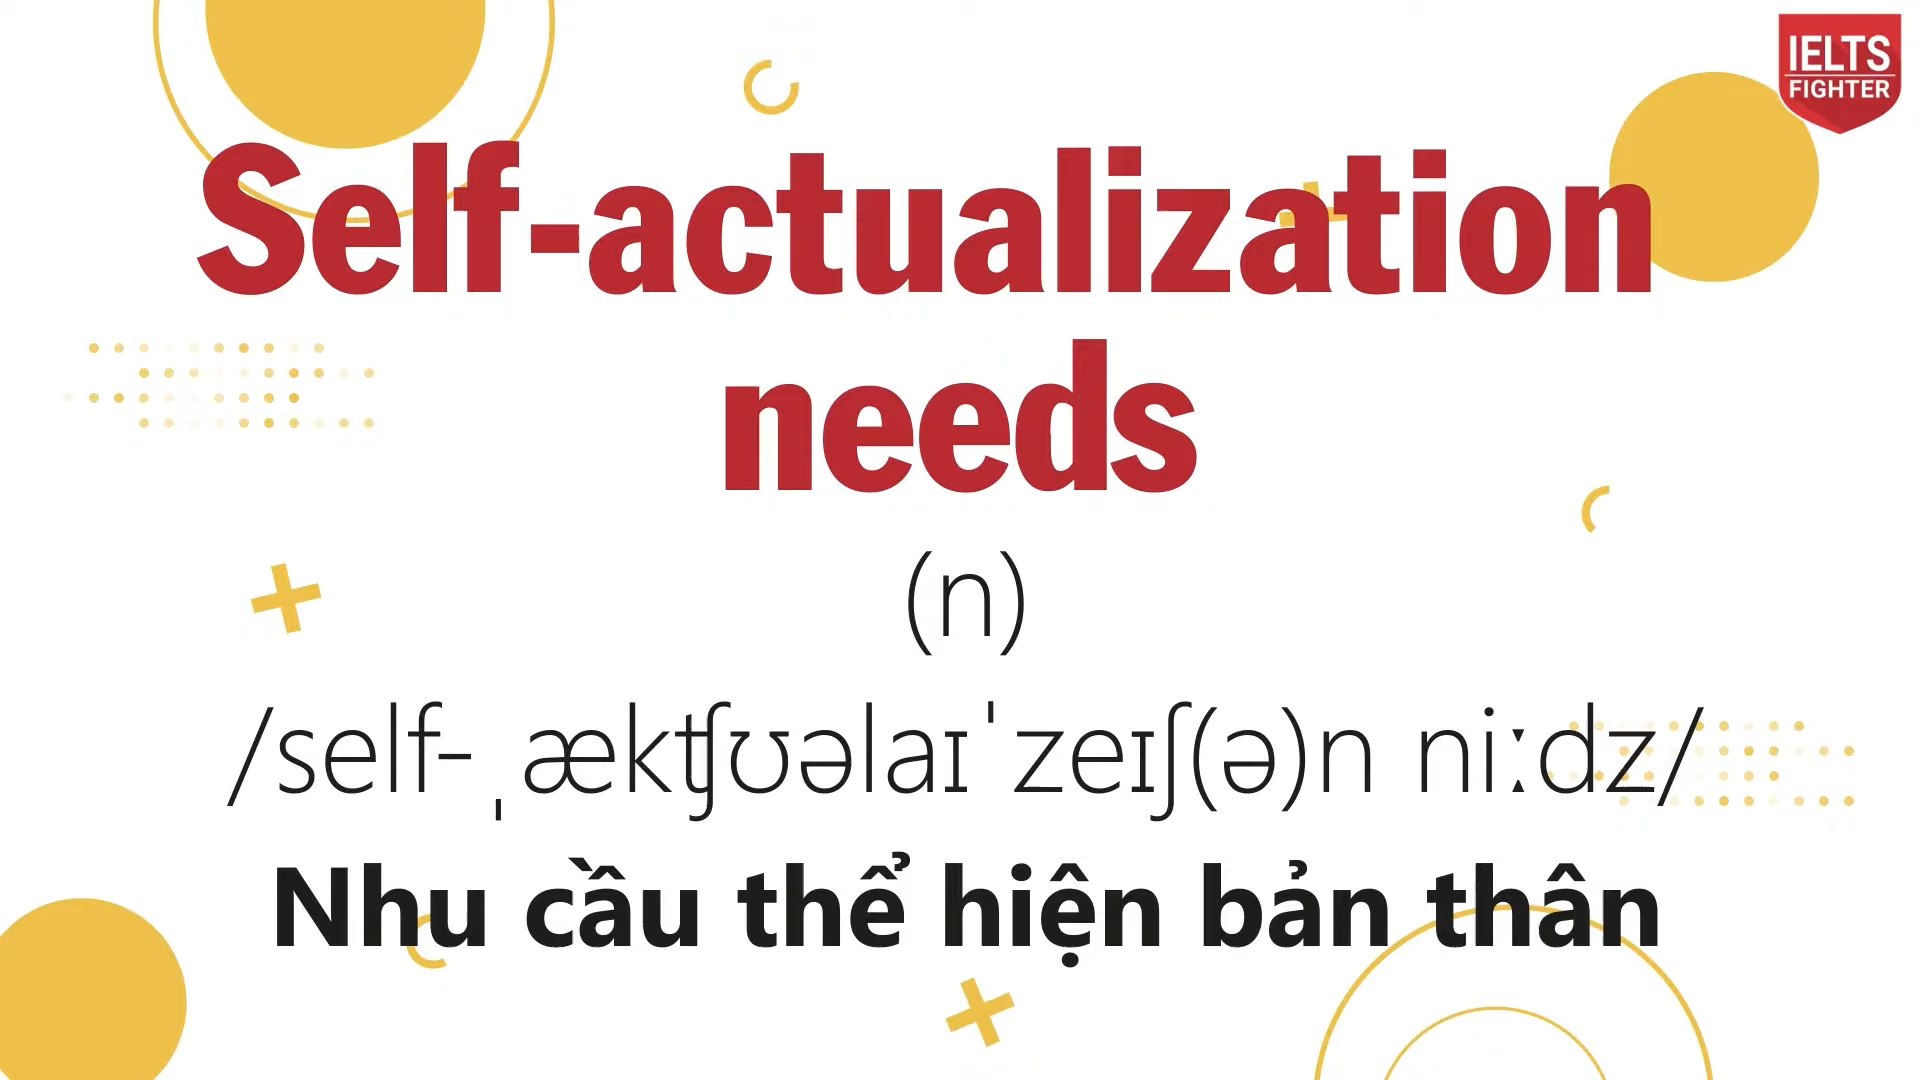 IELTS
FIGHTER
Self-actualization
needs
(n)
/self-ˌækʧʊəlaɪˈzeɪʃ(ə)n niːdz/
Nhu cầu thể hiện bản thân